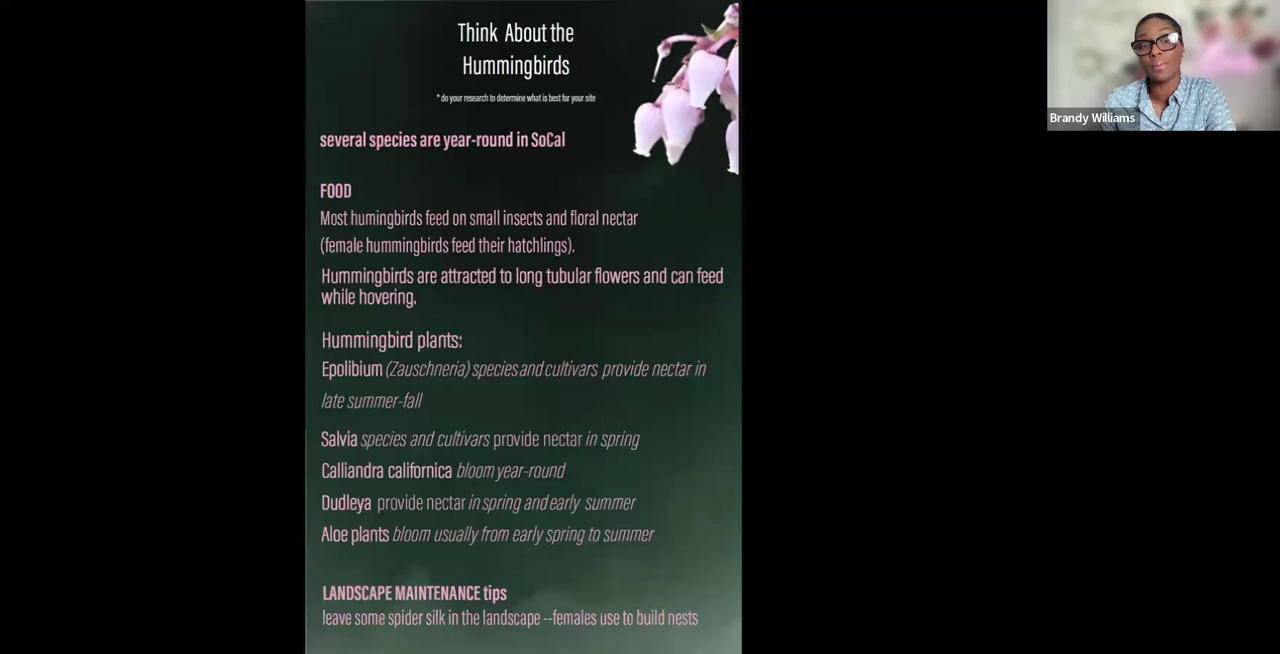 Think About the
Hummingbirds
* do your research to determine what is best for your site
several species are year-round in SoCal
FOOD
Most humingbirds feed on small insects and floral nectar
(female hummingbirds feed their hatchlings).
Hummingbirds are attracted to long tubular flowers and can feed
while hovering.
Hummingbird plants:
Epolibium (Zauschneria) species and cultivars provide nectar in
late summer-fall
Salvia species and cultivars provide nectar in spring
Calliandra californica bloom year-round
Dudleya provide nectar in spring and early summer
Aloe plants bloom usually from early spring to summer
LANDSCAPE MAINTENANCE tips
leave some spider silk in the landscape --females use to build nests
Brandy Williams